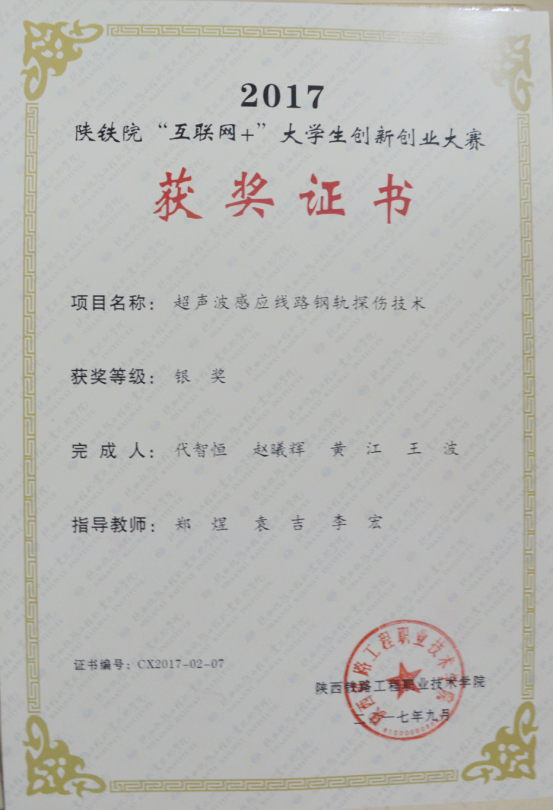 2017
陕铁院“互联网+”大学生创新创业大赛
获奖证书
项目名称：超声波感应线路钢轨探伤技术
获奖等级：银 奖
完 成 人：代智恒 赵曦辉 黄 江 王 波
指导教师：郑 煜 袁 吉 李 宏
证书编号：CX2017-02-07
陕西铁路工程职业技术学院
二〇一七年九月